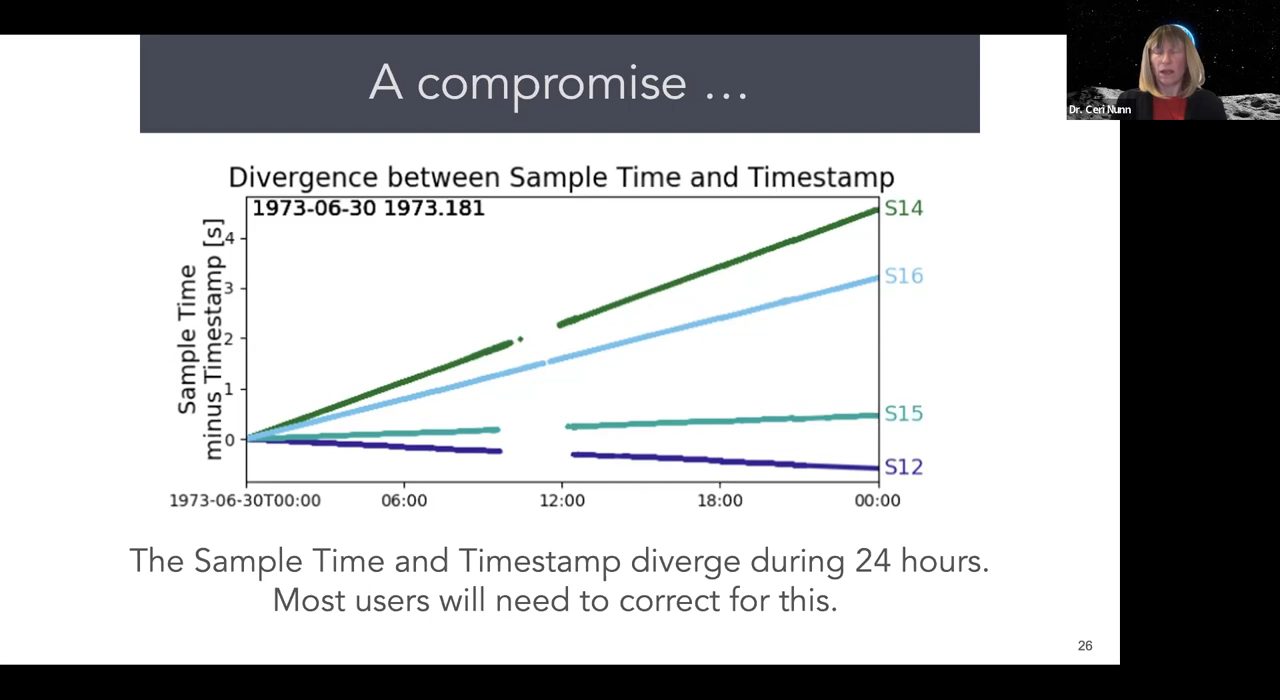 A compromise …
Dr. Ceri Nunn
Divergence between Sample Time and Timestamp
1973-06-30 1973.181
Sample Time
minus Timestamp [s]
4
3
2
1
0
S14
S16
S15
S12
1973-06-30T00:00 06:00 12:00 18:00 00:00
The Sample Time and Timestamp diverge during 24 hours.
Most users will need to correct for this.
26